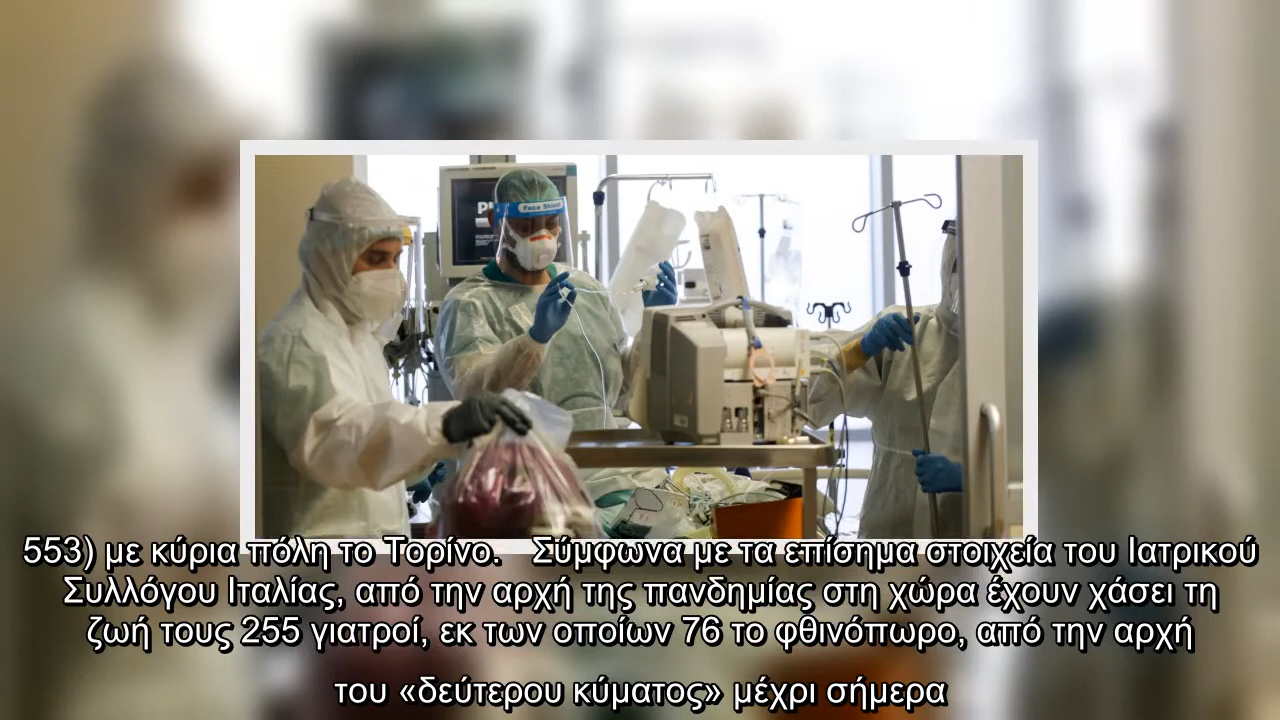 Face Shield
553) με κύρια πόλη το Τορίνο. Σύμφωνα με τα επίσημα στοιχεία του Ιατρικού
Συλλόγου Ιταλίας, από την αρχή της πανδημίας στη χώρα έχουν χάσει τη
ζωή τους 255 γιατροί, εκ των οποίων 76 το φθινόπωρο, από την αρχή
του «δεύτερου κύματος» μέχρι σήμερα